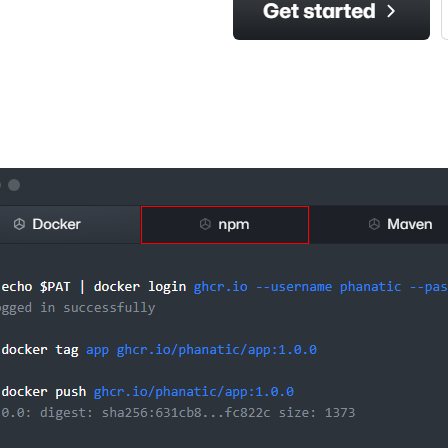 Get started
Docker
npm
Maven
echo $PAT | docker login ghcr.io --username phanatic --pas
gged in successfully
docker tag app ghcr.io/phanatic/app:1.0.0
docker push ghcr.io/phanatic/app:1.0.0
0.0: digest: sha256:631cb8...fc822c size: 1373